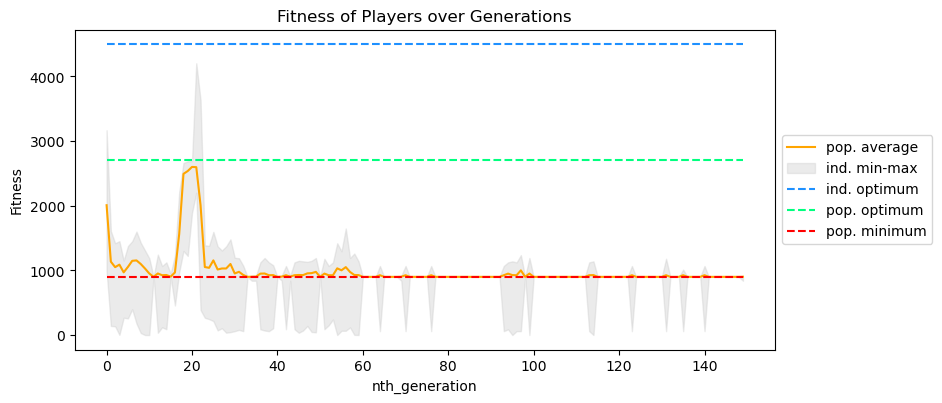 Fitness of Players over Generations
Fitness
4000
3000
2000
1000
0
0 20 40 60 80 100 120 140
nth_generation
pop. average
ind. min-max
ind. optimum
pop. optimum
pop. minimum